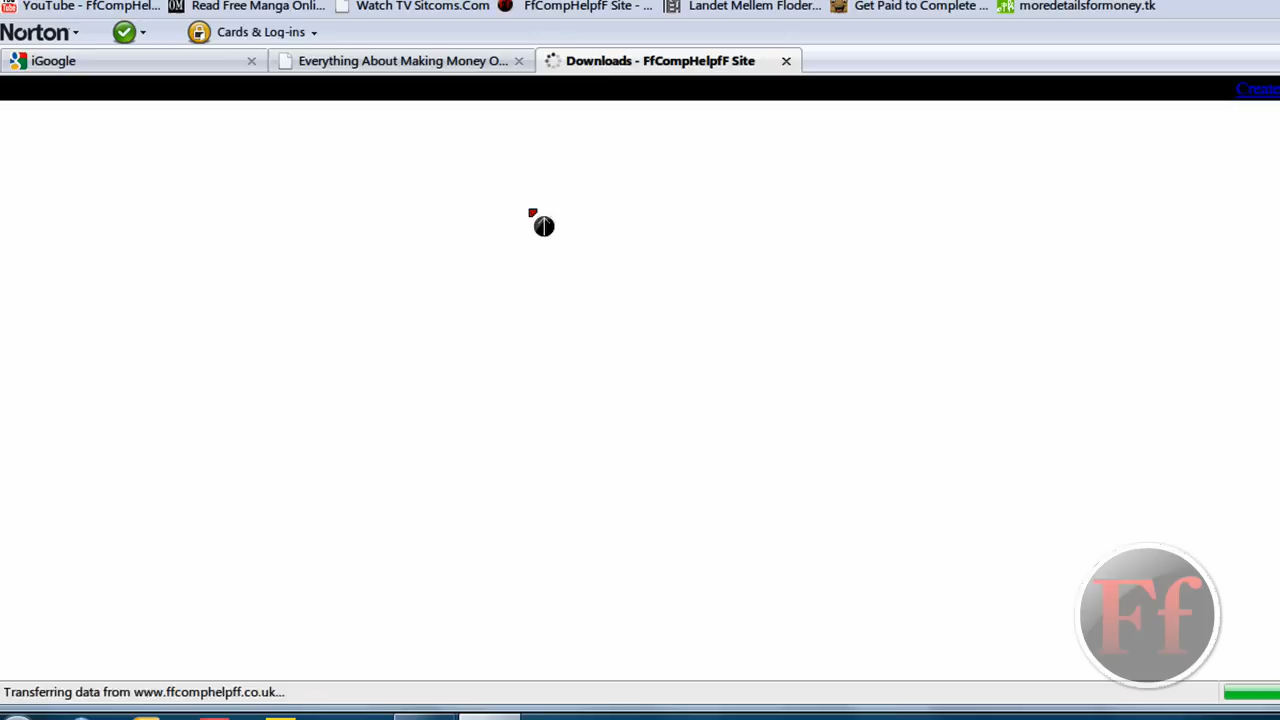 YouTube - FfCompHel... Read Free Manga Onli... Watch TV Sitcoms.Com FfCompHelpfF Site - ... Landet Mellem Floder... Get Paid to Complete ... moredetailsformoney.tk
Norton Cards & Log-ins
iGoogle Everything About Making Money O... Downloads - FfCompHelpfF Site
Create
Ff
Transferring data from www.ffcomphelpff.co.uk...